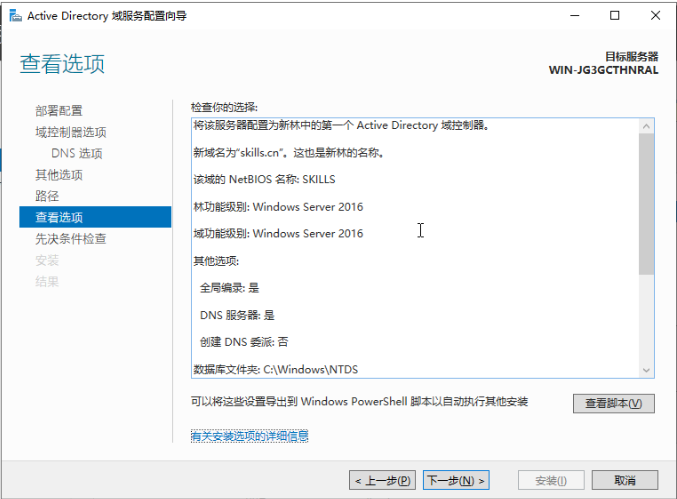 Active Directory 域服务配置向导
查看选项
目标服务器
WIN-JG3GCTHNRAL
部署配置
域控制器选项
DNS 选项
其他选项
路径
查看选项
先决条件检查
安装
结果
检查你的选择:
将该服务器配置为新林中的第一个 Active Directory 域控制器。
新域名为"skills.cn"。这也是新林的名称。
该域的 NetBIOS 名称: SKILLS
林功能级别: Windows Server 2016
域功能级别: Windows Server 2016
其他选项:
全局编录: 是
DNS 服务器: 是
创建 DNS 委派: 否
数据库文件夹: C:\Windows\NTDS
可以将这些设置导出到 Windows PowerShell 脚本以自动执行其他安装
查看脚本(V)
有关安装选项的详细信息
< 上一步(P)
下一步(N) >
安装(I)
取消